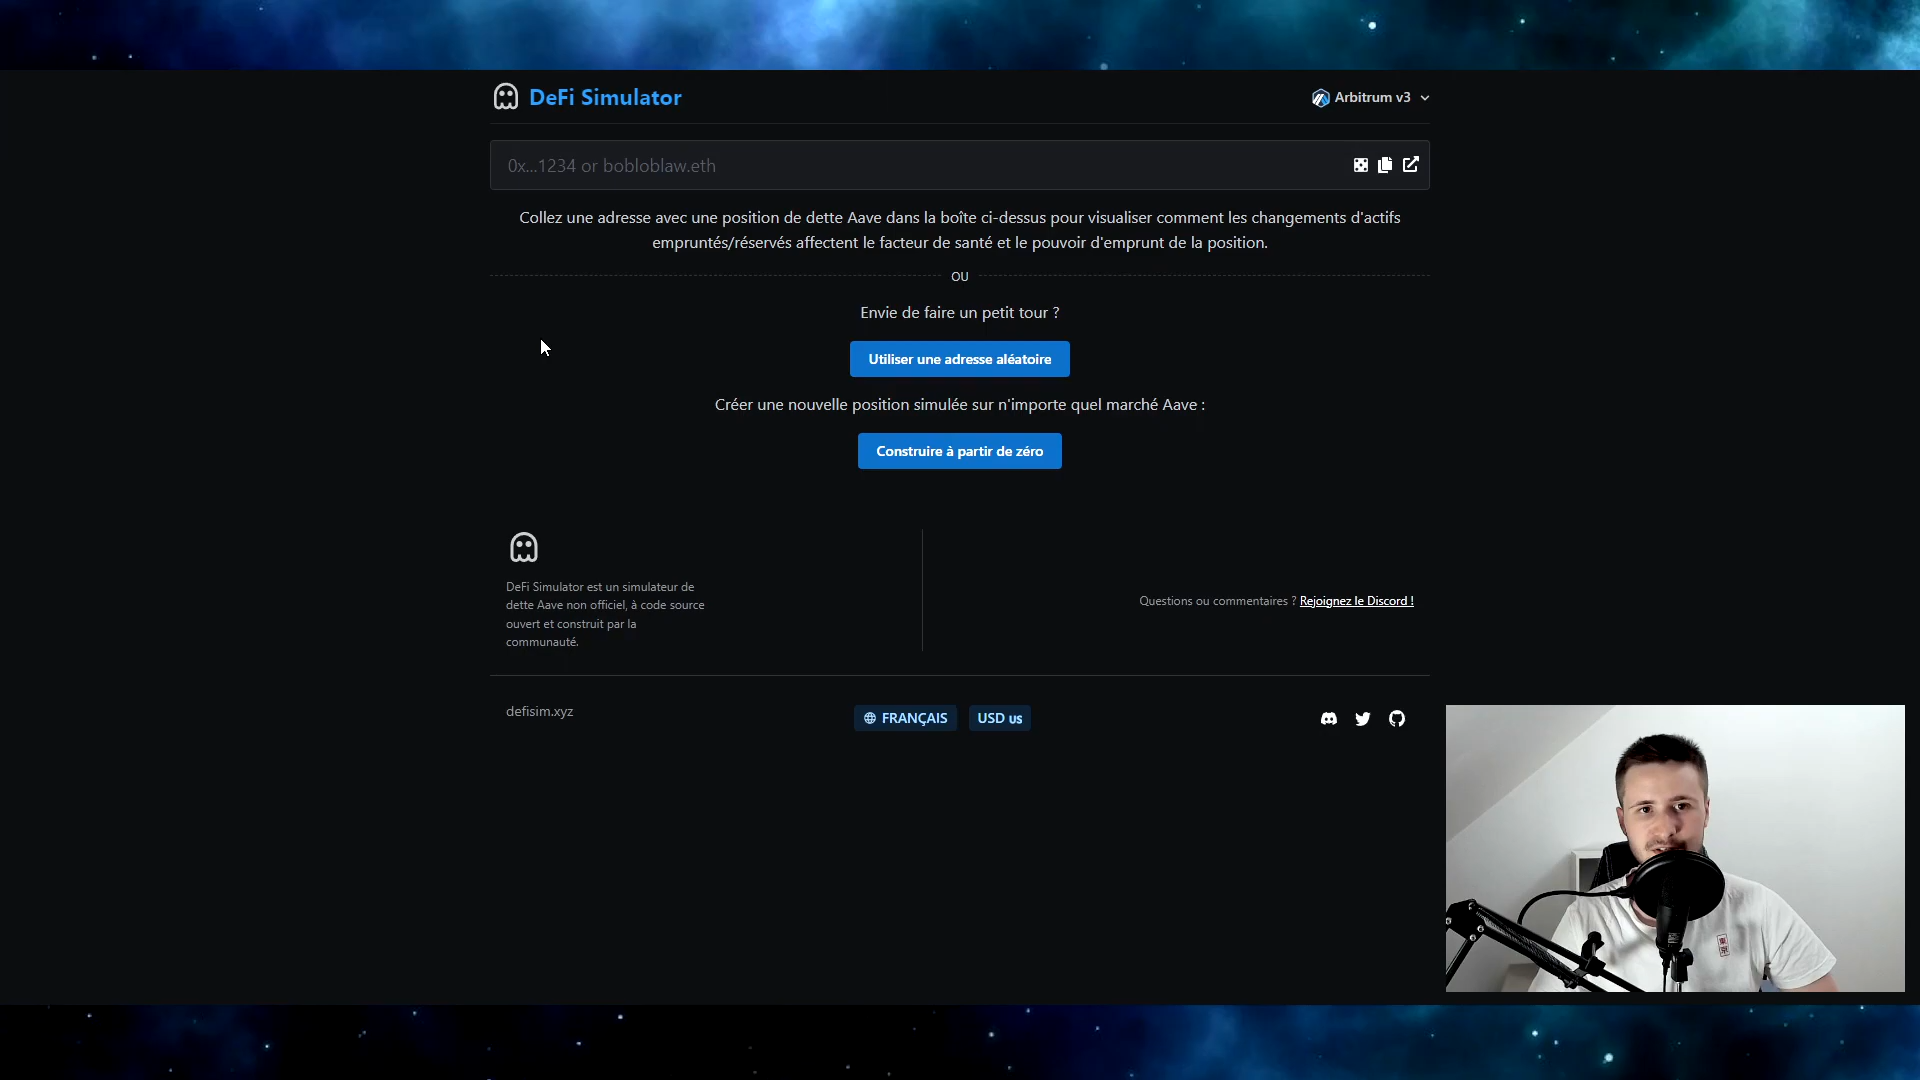 DeFi Simulator
Arbitrum v3
0x...1234 or bobloblaw.eth
Collez une adresse avec une position de dette Aave dans la boîte ci-dessus pour visualiser comment les changements d'actifs
empruntés/réservés affectent le facteur de santé et le pouvoir d'emprunt de la position.
OU
Envie de faire un petit tour ?
Utiliser une adresse aléatoire
Créer une nouvelle position simulée sur n'importe quel marché Aave :
Construire à partir de zéro
DeFi Simulator est un simulateur de
dette Aave non officiel, à code source
ouvert et construit par la
communauté.
Questions ou commentaires ? Rejoignez le Discord !
defisim.xyz
FRANÇAIS
USD us
東京